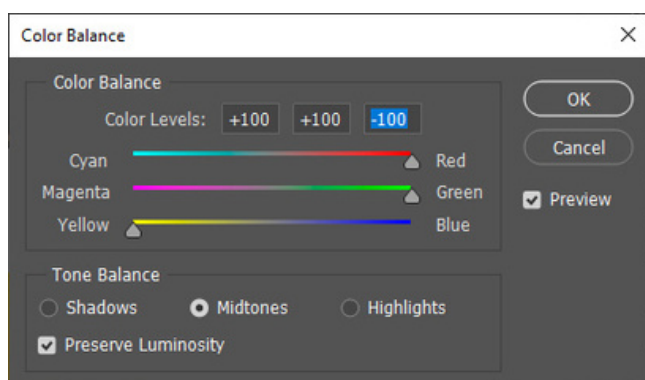 Color Balance
Color Balance
Color Levels: +100 +100 -100
OK
Cyan Red
Cancel
Magenta Green
Preview
Yellow Blue
Tone Balance
Shadows Midtones Highlights
Preserve Luminosity